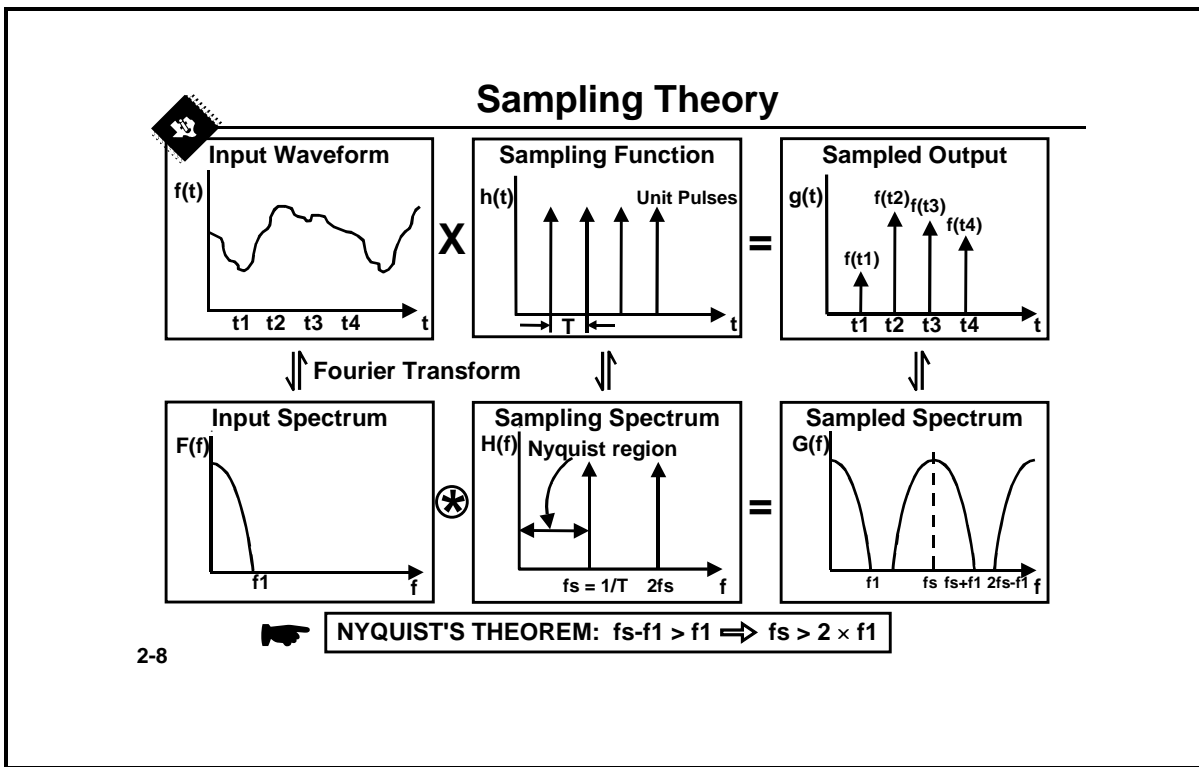 Sampling Theory
Input Waveform
f(t)
t1 t2 t3 t4 t
X
Sampling Function
h(t)
Unit Pulses
T
t
=
Sampled Output
g(t)
f(t1)
f(t2)
f(t3)
f(t4)
t1 t2 t3 t4 t
Fourier Transform
Input Spectrum
F(f)
f1
f
Sampling Spectrum
H(f)
Nyquist region
fs = 1/T 2fs f
=
Sampled Spectrum
G(f)
f1 fs fs+f1 2fs-f1 f
NYQUIST'S THEOREM: fs-f1 > f1 ⇒ fs > 2 × f1
2-8